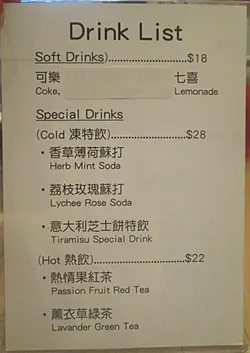 Drink List
Soft Drinks)..............................$18
可樂 七喜
Coke, Lemonade
Special Drinks
(Cold 凍特飲)............................$28
・香草薄荷蘇打
Herb Mint Soda
・荔枝玫瑰蘇打
Lychee Rose Soda
・意大利芝士餅特飲
Tiramisu Special Drink
(Hot 熱飲)................................$22
・熱情果紅茶
Passion Fruit Red Tea
・薰衣草綠茶
Lavander Green Tea